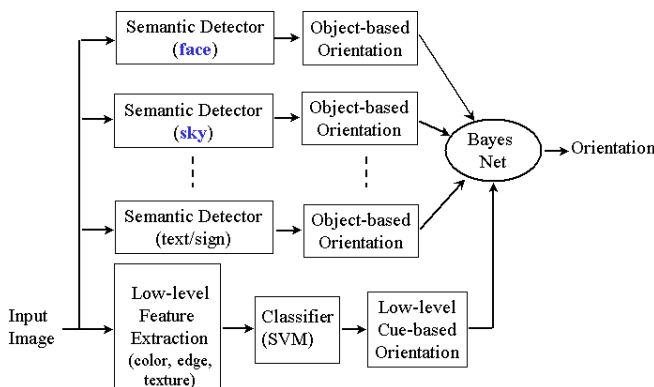 Semantic Detector
(face)
Object-based
Orientation
Semantic Detector
(sky)
Object-based
Orientation
Bayes
Net
Orientation
Semantic Detector
(text/sign)
Object-based
Orientation
Input
Image
Low-level
Feature
Extraction
(color, edge,
texture)
Classifier
(SVM)
Low-level
Cue-based
Orientation